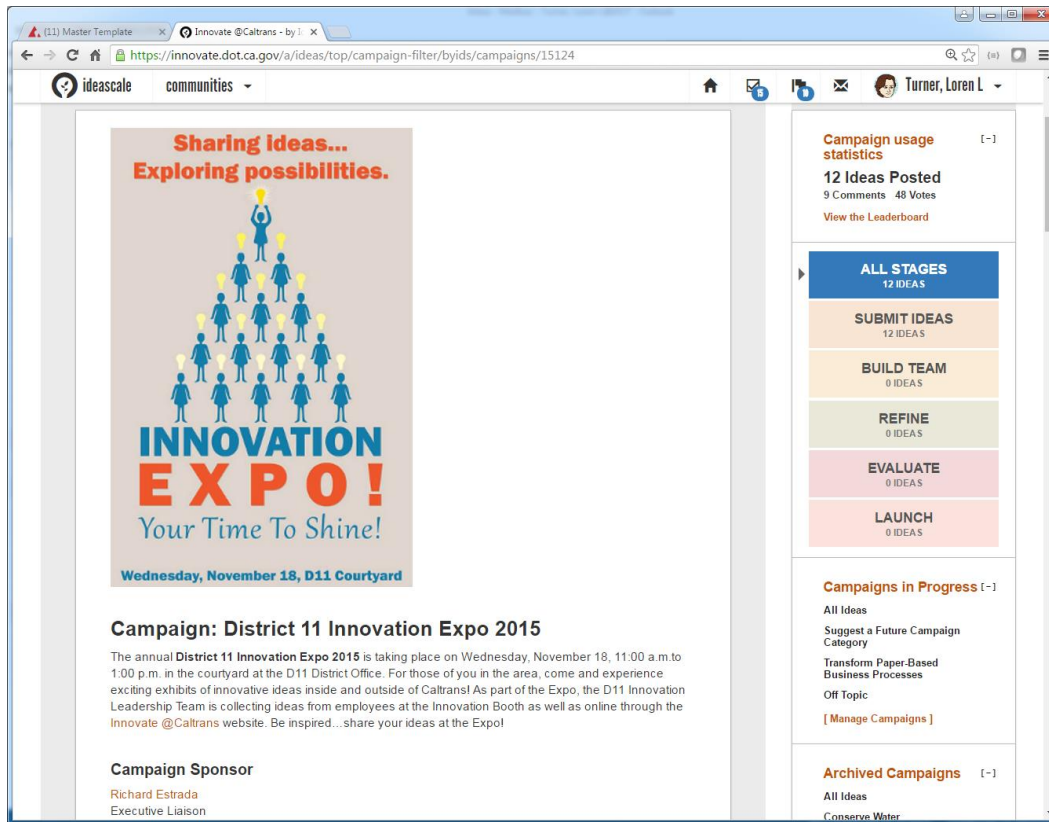 (11) Master Template
Innovate @Caltrans - by I
https://innovate.dot.ca.gov/a/ideas/top/campaign-filter/byids/campaigns/15124
ideascale
communities
15
Turner, Loren L
Sharing ideas...
Exploring possibilities.
INNOVATION
EXPO!
Your Time To Shine!
Wednesday, November 18, D11 Courtyard
Campaign: District 11 Innovation Expo 2015
The annual District 11 Innovation Expo 2015 is taking place on Wednesday, November 18, 11:00 a.m.to
1:00 p.m. in the courtyard at the D11 District Office. For those of you in the area, come and experience
exciting exhibits of innovative ideas inside and outside of Caltrans! As part of the Expo, the D11 Innovation
Leadership Team is collecting ideas from employees at the Innovation Booth as well as online through the
Innovate @Caltrans website. Be inspired…share your ideas at the Expo!
Campaign Sponsor
Richard Estrada
Executive Liaison
Campaign usage [-]
statistics
12 Ideas Posted
9 Comments 48 Votes
View the Leaderboard
ALL STAGES
12 IDEAS
SUBMIT IDEAS
12 IDEAS
BUILD TEAM
0 IDEAS
REFINE
0 IDEAS
EVALUATE
0 IDEAS
LAUNCH
0 IDEAS
Campaigns in Progress [-]
All Ideas
Suggest a Future Campaign
Category
Transform Paper-Based
Business Processes
Off Topic
[ Manage Campaigns ]
Archived Campaigns [-]
All Ideas
Conserve Water